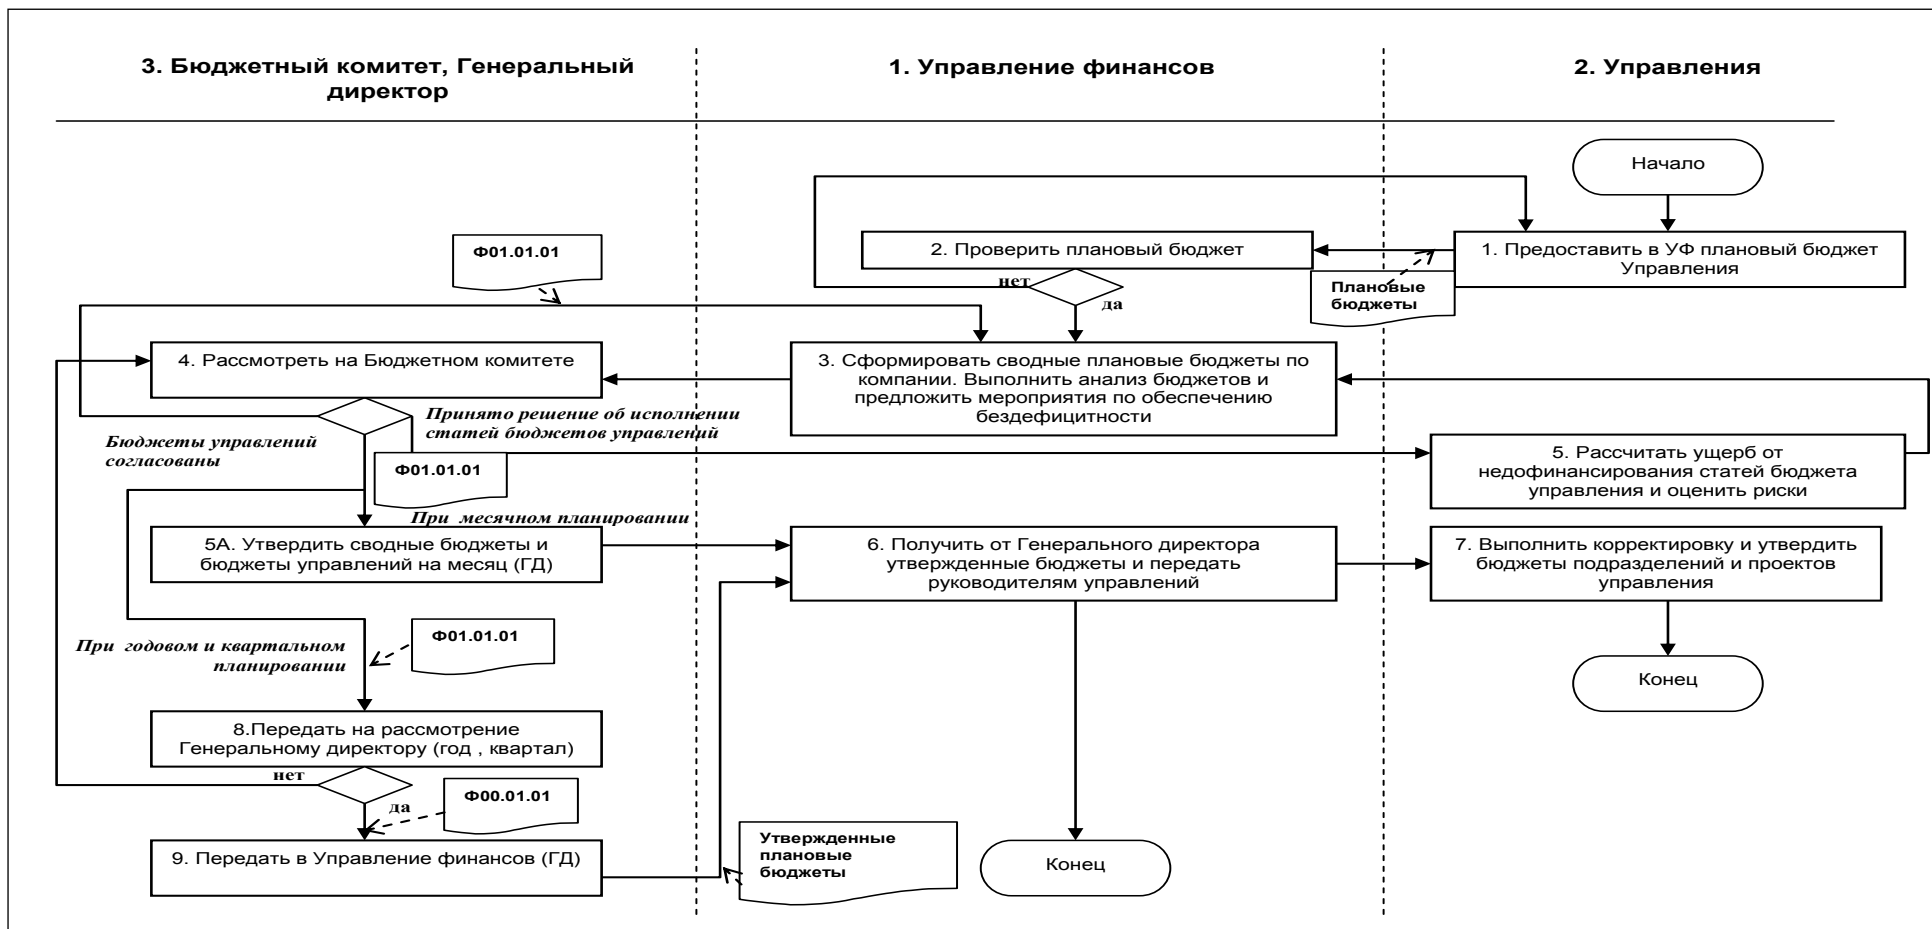 3. Бюджетный комитет, Генеральный
директор
1. Управление финансов
2. Управления
Начало
1. Предоставить в УФ плановый бюджет
Управления
2. Проверить плановый бюджет
нет
да
Плановые
бюджеты
Ф01.01.01
3. Сформировать сводные плановые бюджеты по
компании. Выполнить анализ бюджетов и
предложить мероприятия по обеспечению
бездефицитности
4. Рассмотреть на Бюджетном комитете
Принято решение об исполнении
статей бюджетов управлений
Бюджеты управлений
согласованы
Ф01.01.01
5. Рассчитать ущерб от
недофинансирования статей бюджета
управления и оценить риски
При месячном планировании
5А. Утвердить сводные бюджеты и
бюджеты управлений на месяц (ГД)
6. Получить от Генерального директора
утвержденные бюджеты и передать
руководителям управлений
7. Выполнить корректировку и утвердить
бюджеты подразделений и проектов
управления
При годовом и квартальном
планировании
Ф01.01.01
Конец
8.Передать на рассмотрение
Генеральному директору (год , квартал)
нет
да
Ф00.01.01
9. Передать в Управление финансов (ГД)
Утвержденные
плановые
бюджеты
Конец